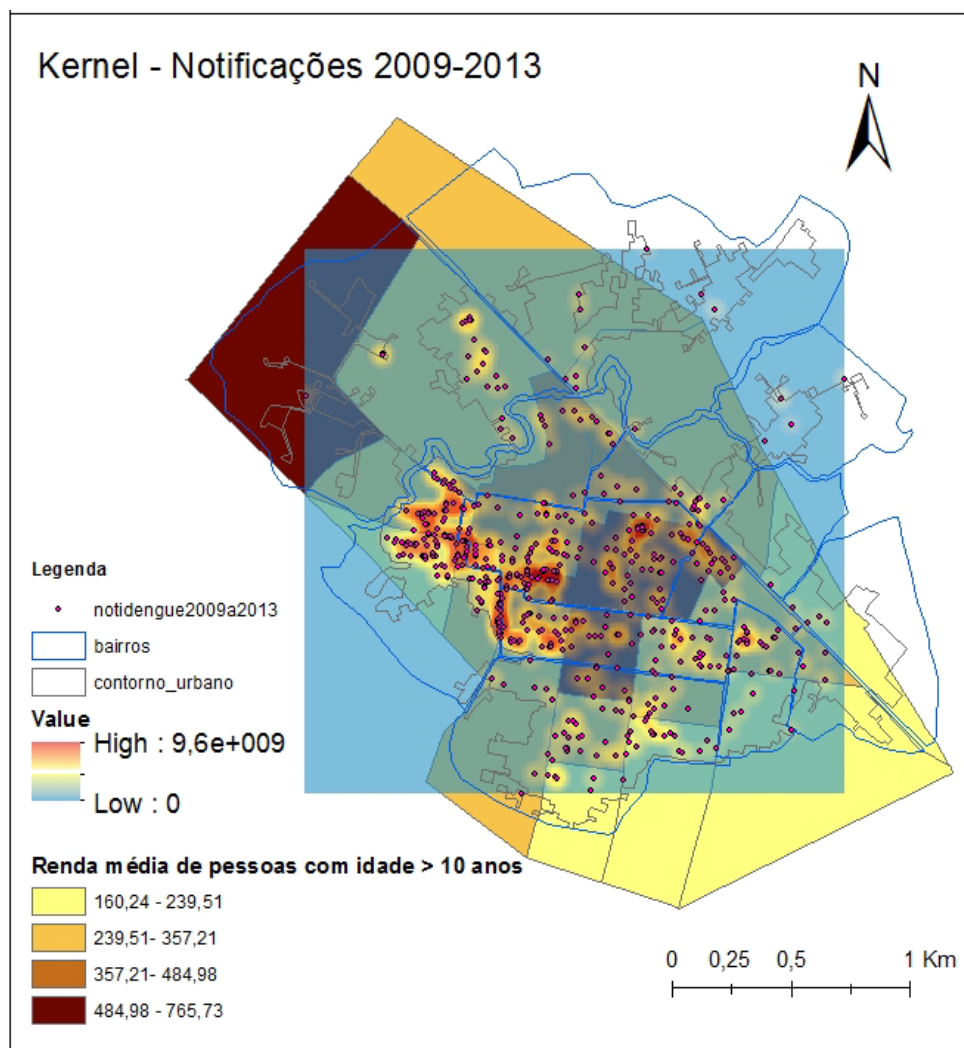 Kernel - Notificações 2009-2013
N
Legenda
notidengue2009a2013
bairros
contorno_urbano
Value
High : 9,6e+009
Low : 0
Renda média de pessoas com idade > 10 anos
160,24 - 239,51
239,51- 357,21
357,21- 484,98
484,98 - 765,73
0 0,25 0,5 1 Km